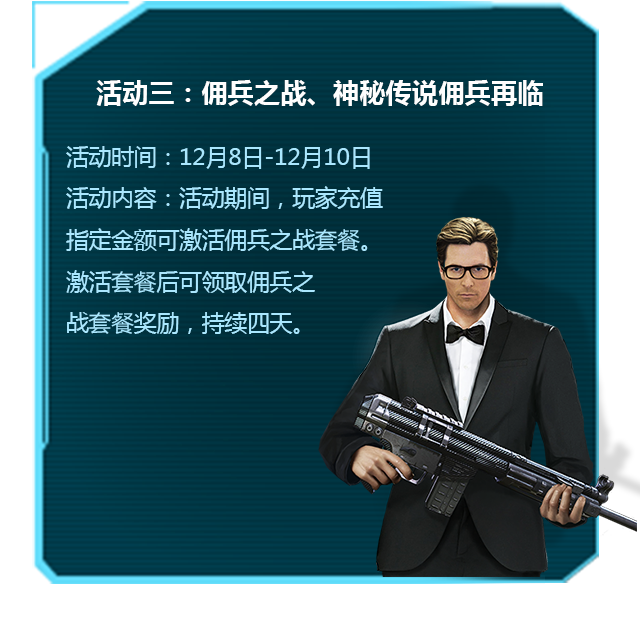 活动三：佣兵之战、神秘传说佣兵再临
活动时间：12月8日-12月10日
活动内容：活动期间，玩家充值
指定金额可激活佣兵之战套餐。
激活套餐后可领取佣兵之
战套餐奖励，持续四天。